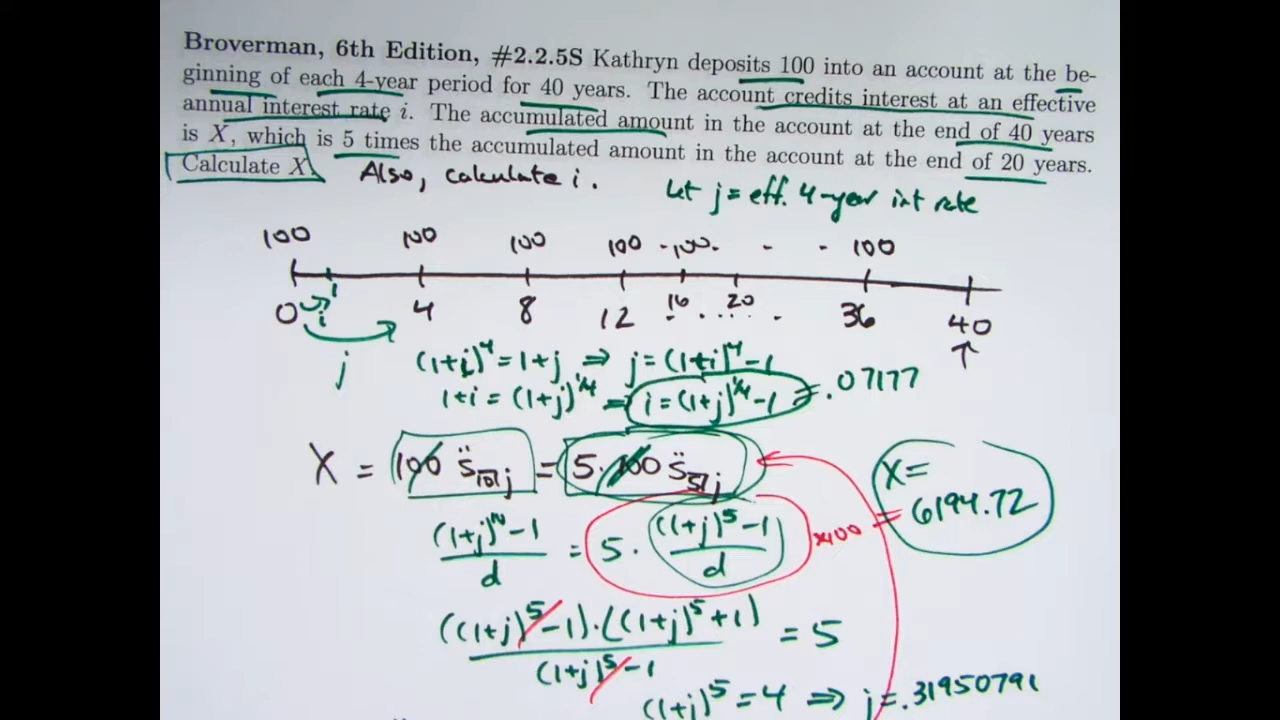 Broverman, 6th Edition, #2.2.5S Kathryn deposits 100 into an account at the be-
ginning of each 4-year period for 40 years. The account credits interest at an effective
annual interest rate i. The accumulated amount in the account at the end of 40 years
is X, which is 5 times the accumulated amount in the account at the end of 20 years.
Calculate X. Also, calculate i.
Let j = eff. 4-year int rate
100 100 100 100 ·100· · · 100
0 1 4 8 12 16 20 36 40
i
j
(1+i)⁴ = 1+j ⇒ j = (1+i)⁴ - 1
1+i = (1+j)^1/4 ⇒ i = (1+j)^1/4 - 1 = .07177
X = 100 s̈_10| j = 5·100 s̈_5| j
X = 6194.72
((1+j)^10 - 1)/d = 5 · ((1+j)^5 - 1)/d ×100 =
((1+j)^5 - 1)·((1+j)^5 + 1)/((1+j)^5 - 1) = 5
(1+j)^5 = 4 ⇒ j = .31950791